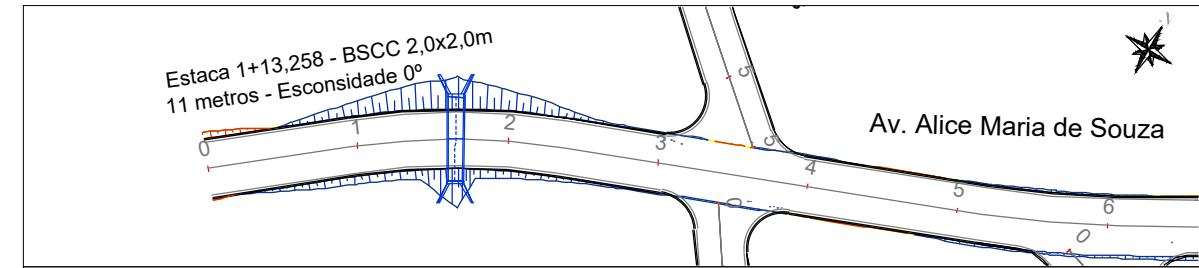 Estaca 1+13,258 - BSCC 2,0x2,0m
11 metros - Esconsidade 0º
Av. Alice Maria de Souza
N
0
1
2
3
4
5
6
5
5
0
0